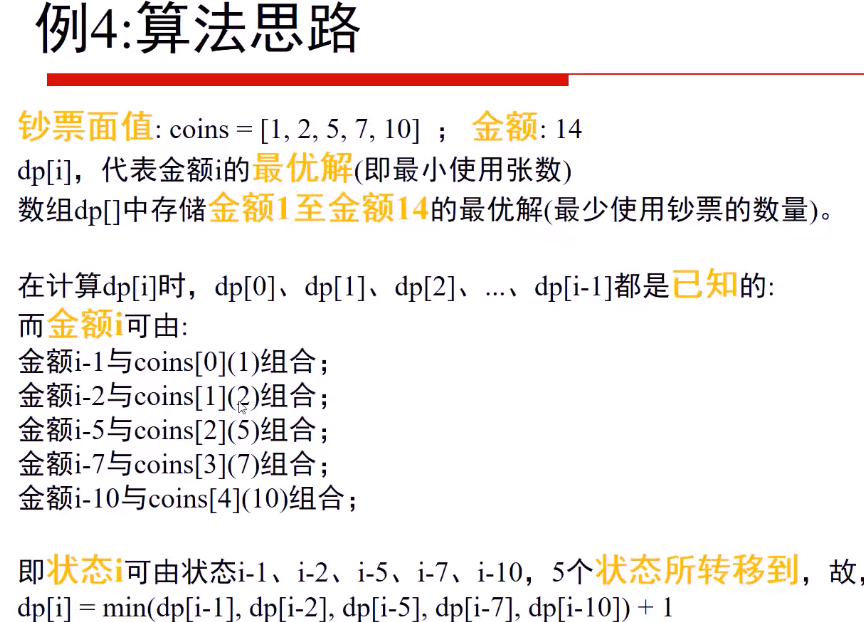 例4:算法思路
钞票面值: coins = [1, 2, 5, 7, 10] ； 金额: 14
dp[i]，代表金额i的最优解(即最小使用张数)
数组dp[]中存储金额1至金额14的最优解(最少使用钞票的数量)。
在计算dp[i]时，dp[0]、dp[1]、dp[2]、...、dp[i-1]都是已知的:
而金额i可由:
金额i-1与coins[0](1)组合；
金额i-2与coins[1](2)组合；
金额i-5与coins[2](5)组合；
金额i-7与coins[3](7)组合；
金额i-10与coins[4](10)组合；
即状态i可由状态i-1、i-2、i-5、i-7、i-10，5个状态所转移到，故，
dp[i] = min(dp[i-1], dp[i-2], dp[i-5], dp[i-7], dp[i-10]) + 1